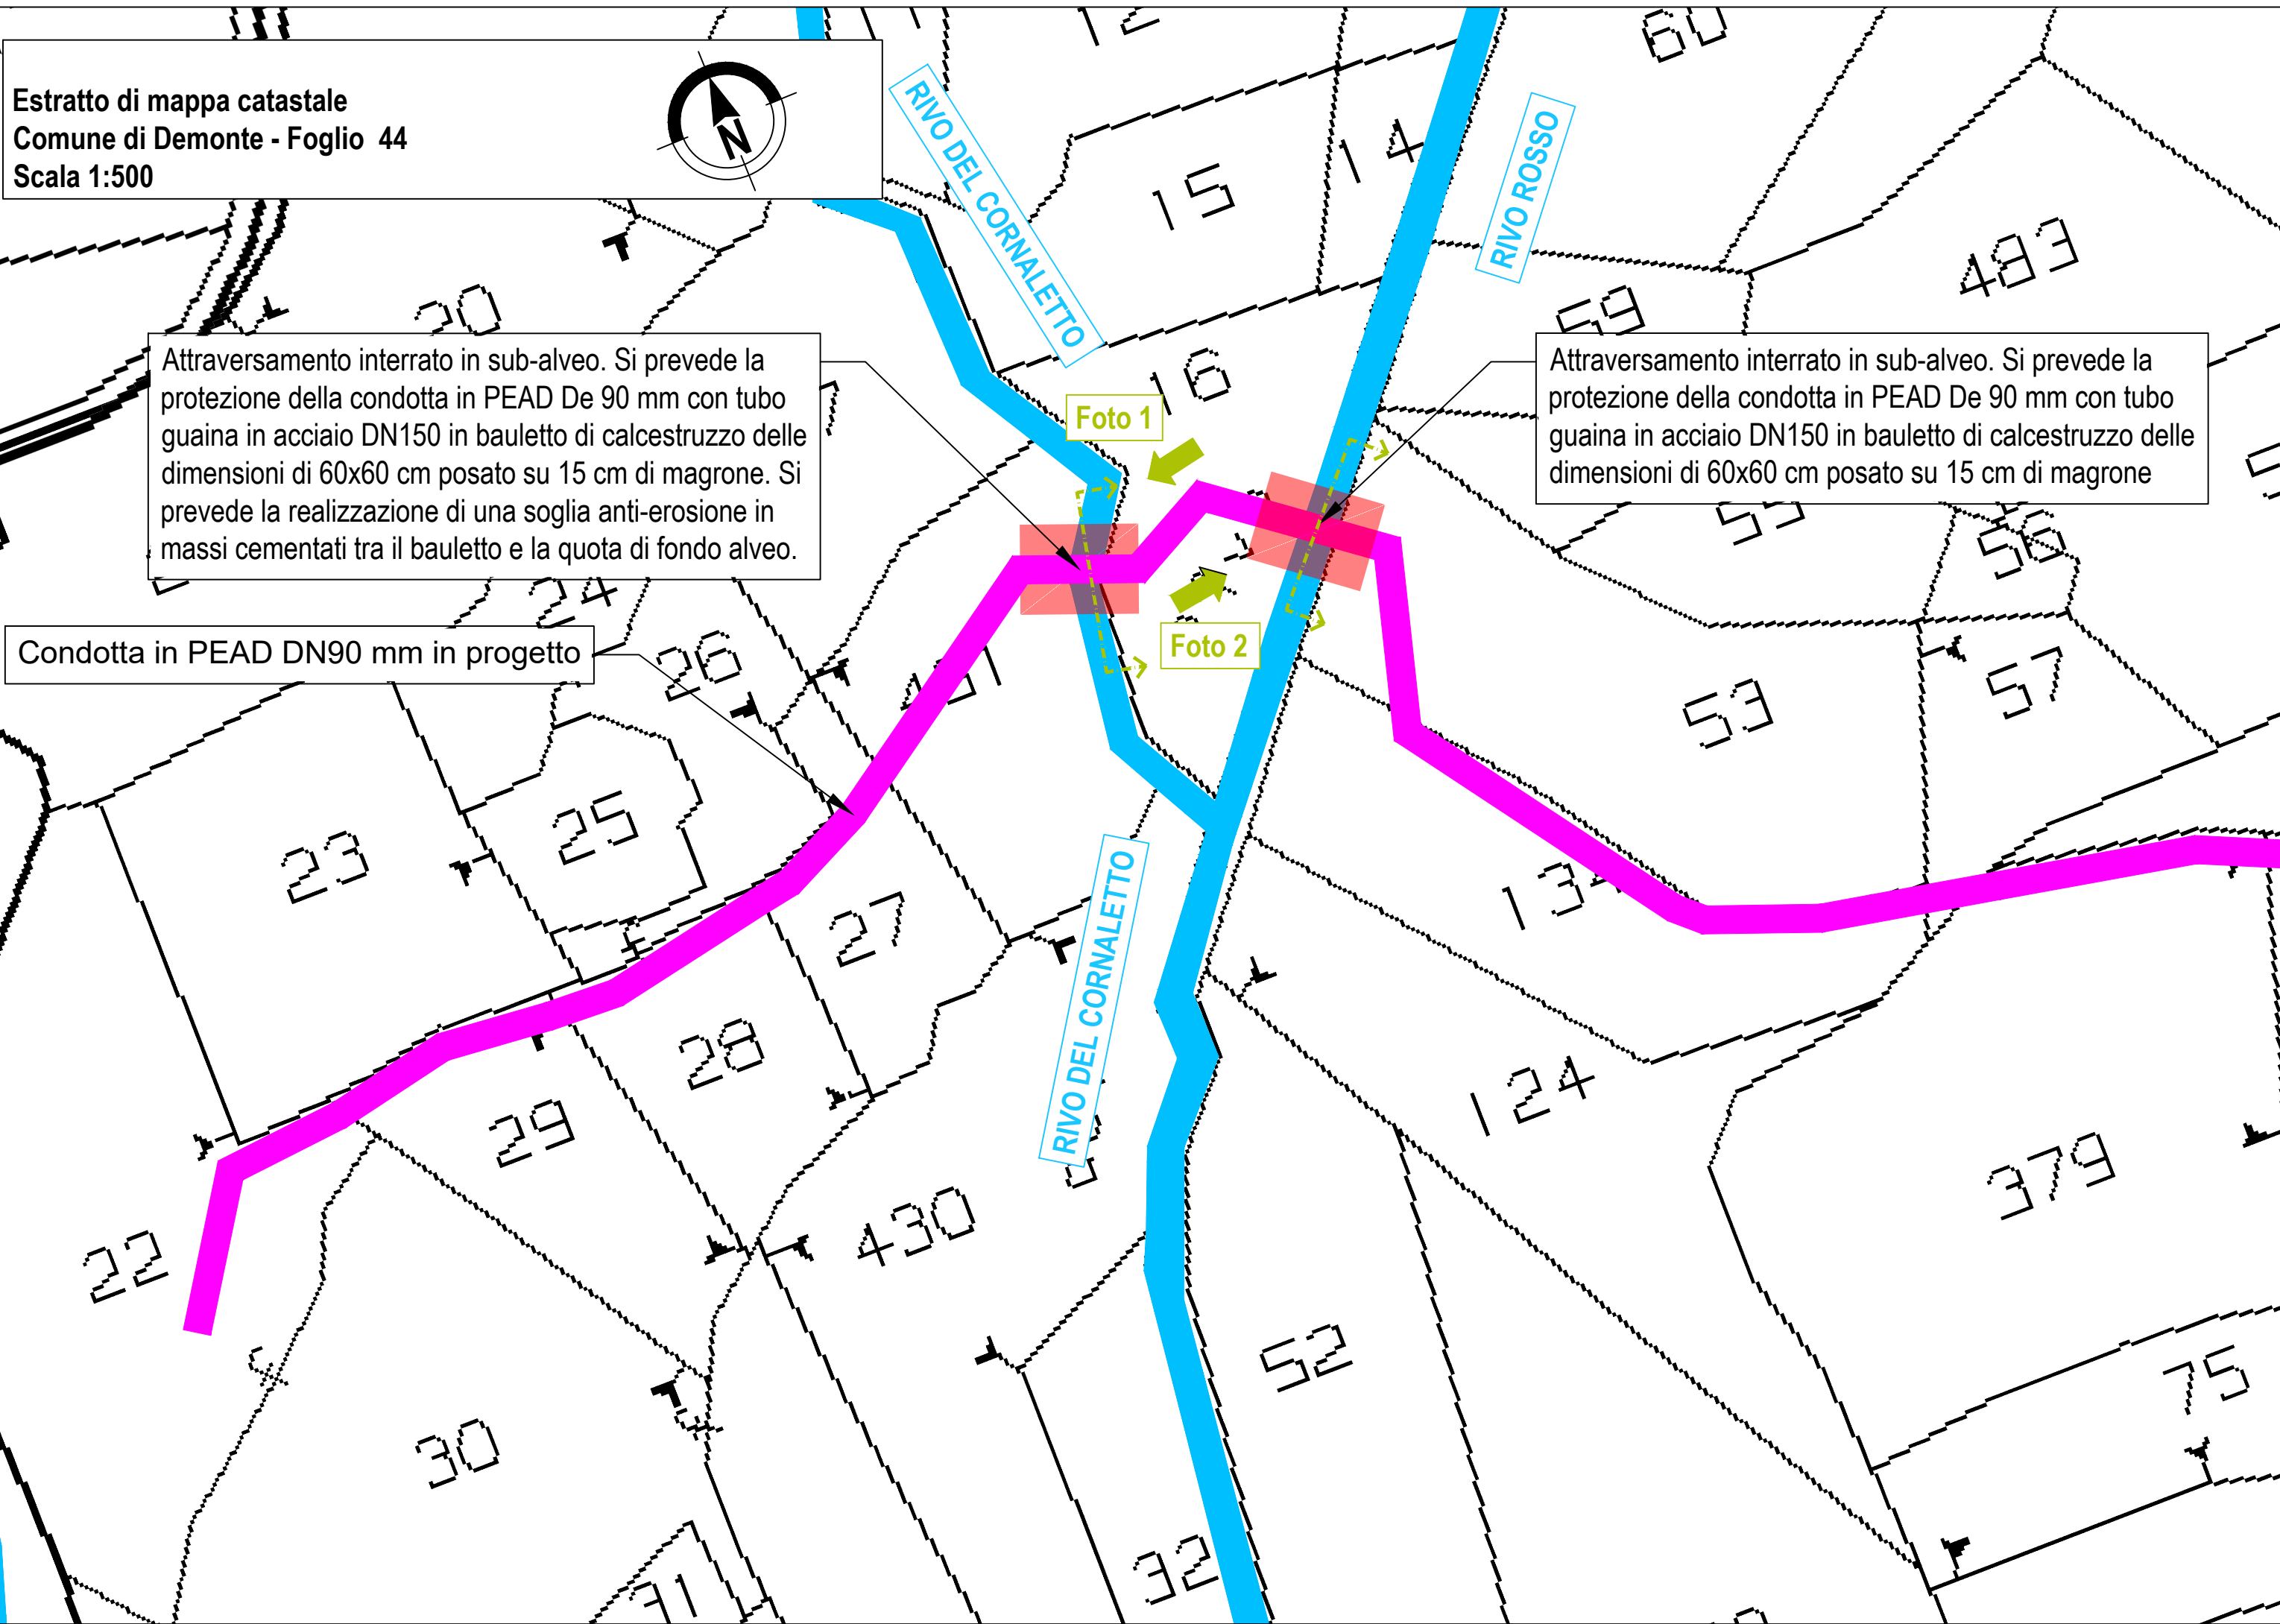 Estratto di mappa catastale
Comune di Demonte - Foglio 44
Scala 1:500
N
12
60
RIVO DEL CORNALETTO
RIVO ROSSO
15
14
483
20
59
16
Attraversamento interrato in sub-alveo. Si prevede la
protezione della condotta in PEAD De 90 mm con tubo
guaina in acciaio DN150 in bauletto di calcestruzzo delle
dimensioni di 60x60 cm posato su 15 cm di magrone. Si
prevede la realizzazione di una soglia anti-erosione in
massi cementati tra il bauletto e la quota di fondo alveo.
Attraversamento interrato in sub-alveo. Si prevede la
protezione della condotta in PEAD De 90 mm con tubo
guaina in acciaio DN150 in bauletto di calcestruzzo delle
dimensioni di 60x60 cm posato su 15 cm di magrone
Foto 1
Foto 2
56
24
Condotta in PEAD DN90 mm in progetto
26
53
57
23
25
27
RIVO DEL CORNALETTO
28
29
124
379
22
430
52
75
30
32
31